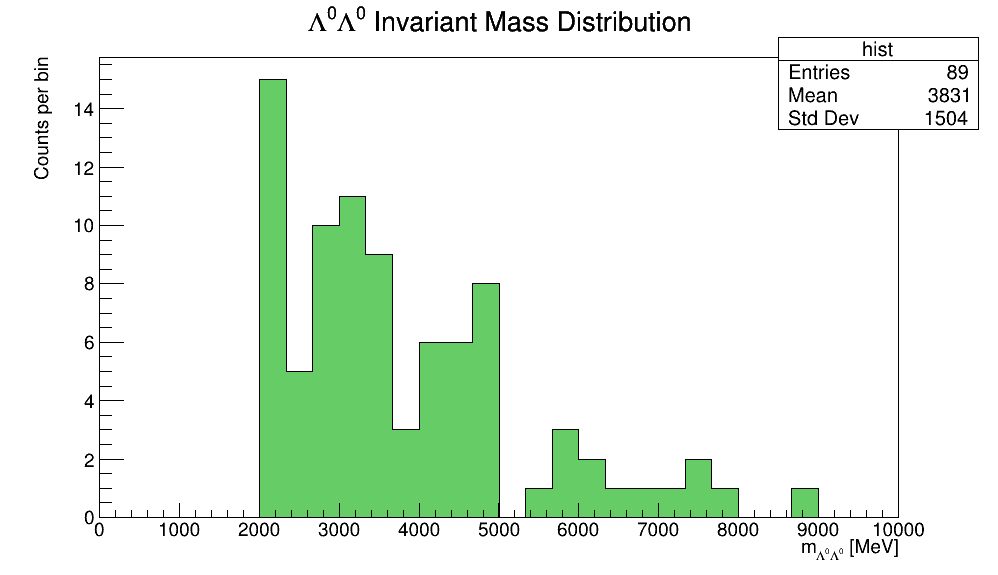 Λ⁰Λ⁰ Invariant Mass Distribution
hist
Entries 89
Mean 3831
Std Dev 1504
Counts per bin
14
12
10
8
6
4
2
0
0 1000 2000 3000 4000 5000 6000 7000 8000 9000 10000
m_Λ⁰Λ⁰ [MeV]